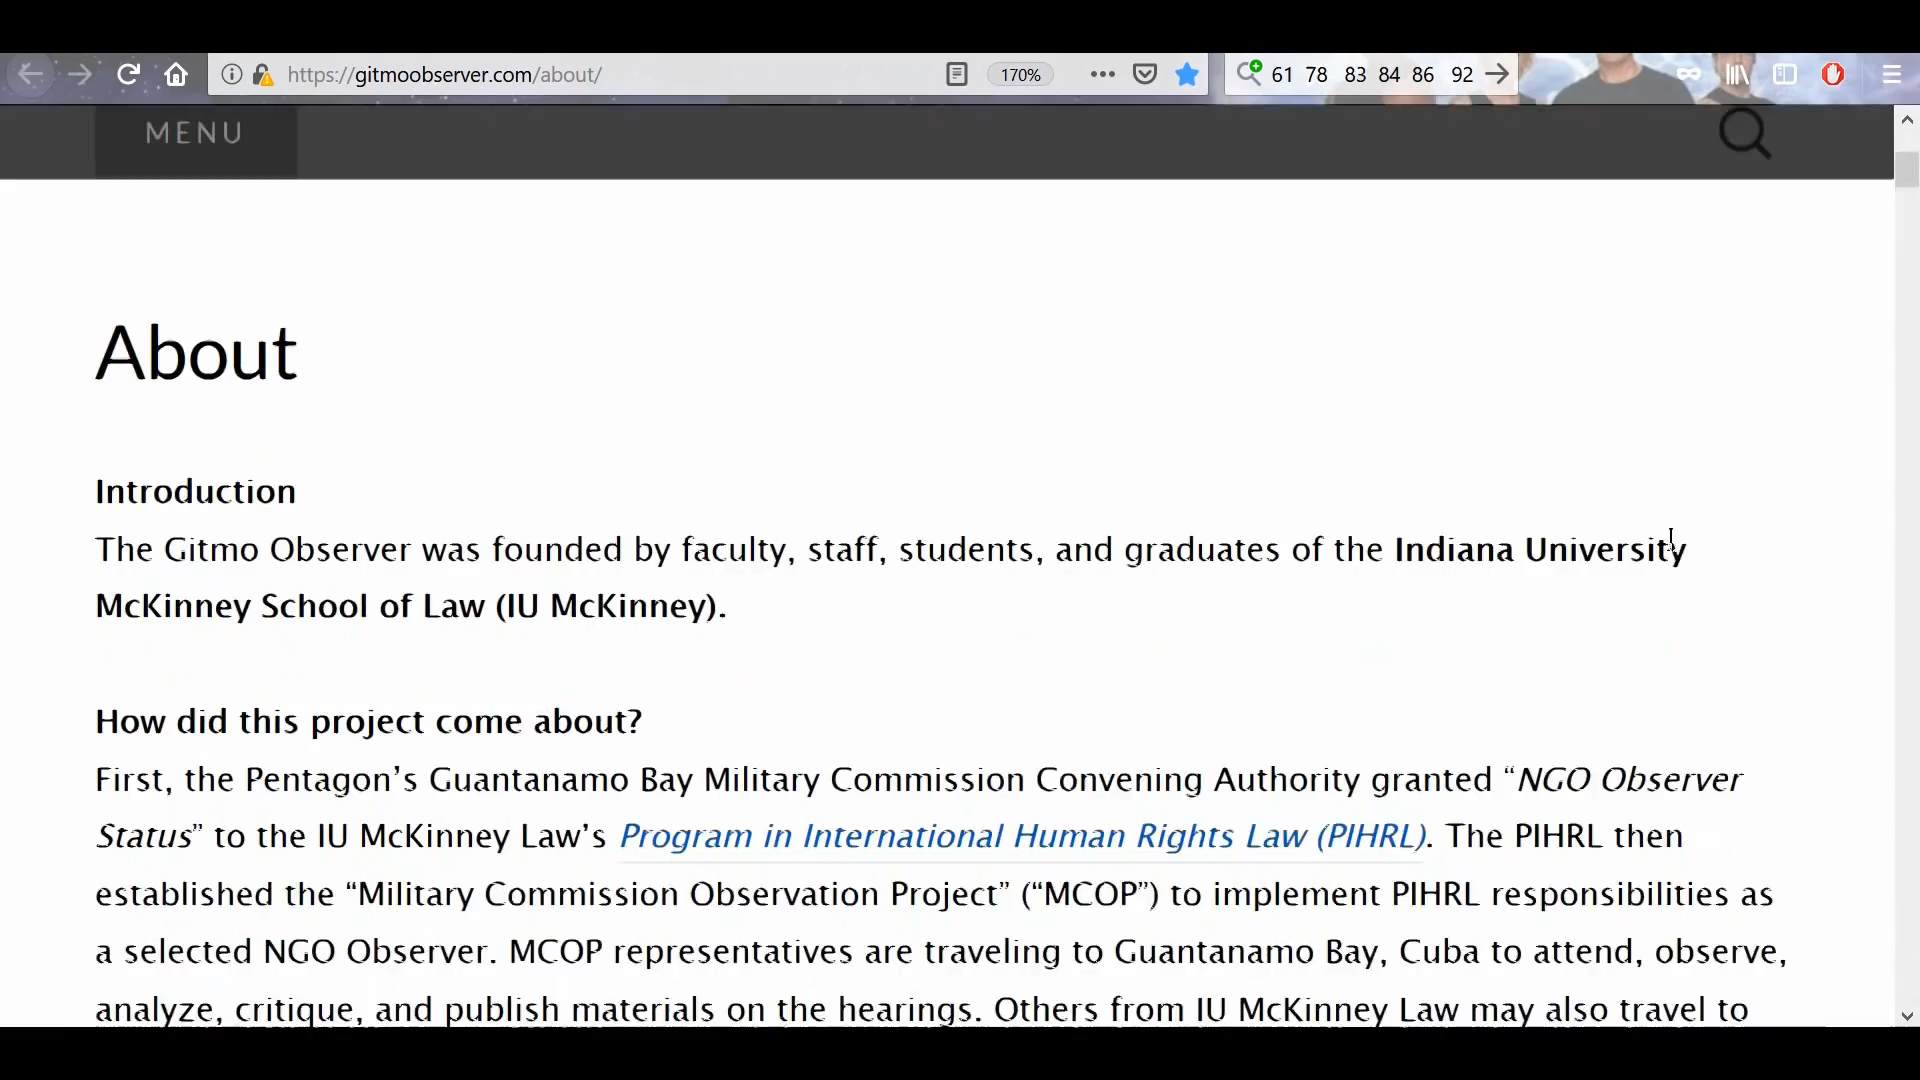 https://gitmoobserver.com/about/
170%
61 78 83 84 86 92
MENU
About
Introduction
The Gitmo Observer was founded by faculty, staff, students, and graduates of the Indiana University
McKinney School of Law (IU McKinney).
How did this project come about?
First, the Pentagon’s Guantanamo Bay Military Commission Convening Authority granted “NGO Observer
Status” to the IU McKinney Law’s Program in International Human Rights Law (PIHRL). The PIHRL then
established the “Military Commission Observation Project” (“MCOP”) to implement PIHRL responsibilities as
a selected NGO Observer. MCOP representatives are traveling to Guantanamo Bay, Cuba to attend, observe,
analyze, critique, and publish materials on the hearings. Others from IU McKinney Law may also travel to